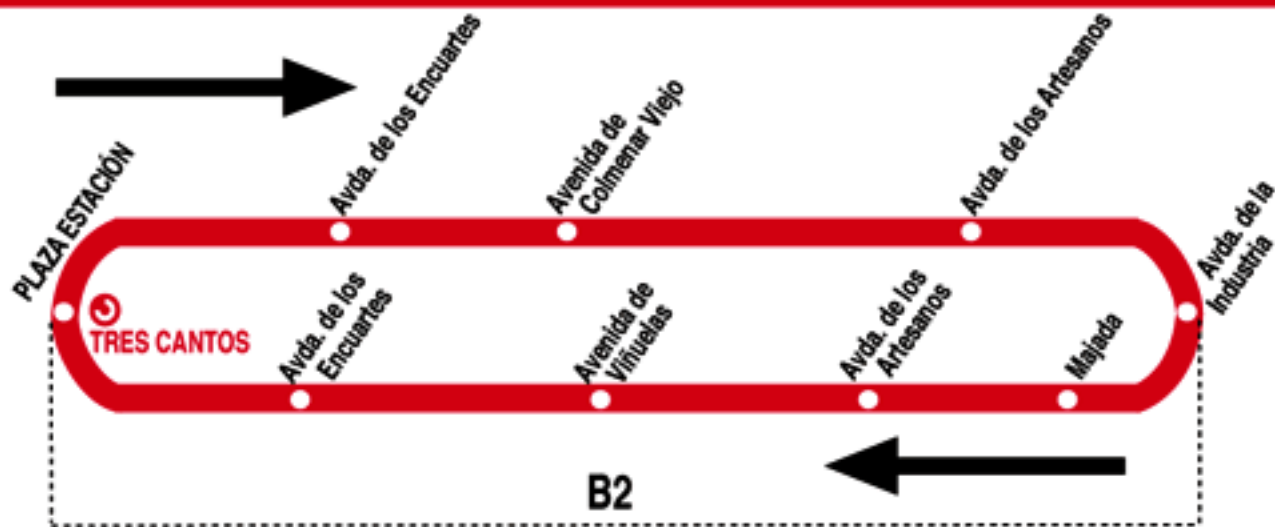 PLAZA ESTACIÓN
Avda. de los Encuartes
Avenida de
Colmenar Viejo
Avda. de los Artesanos
Avda. de la
Industria
TRES CANTOS
Avda. de los
Encuartes
Avenida de
Viñuelas
Avda. de los
Artesanos
Majada
B2